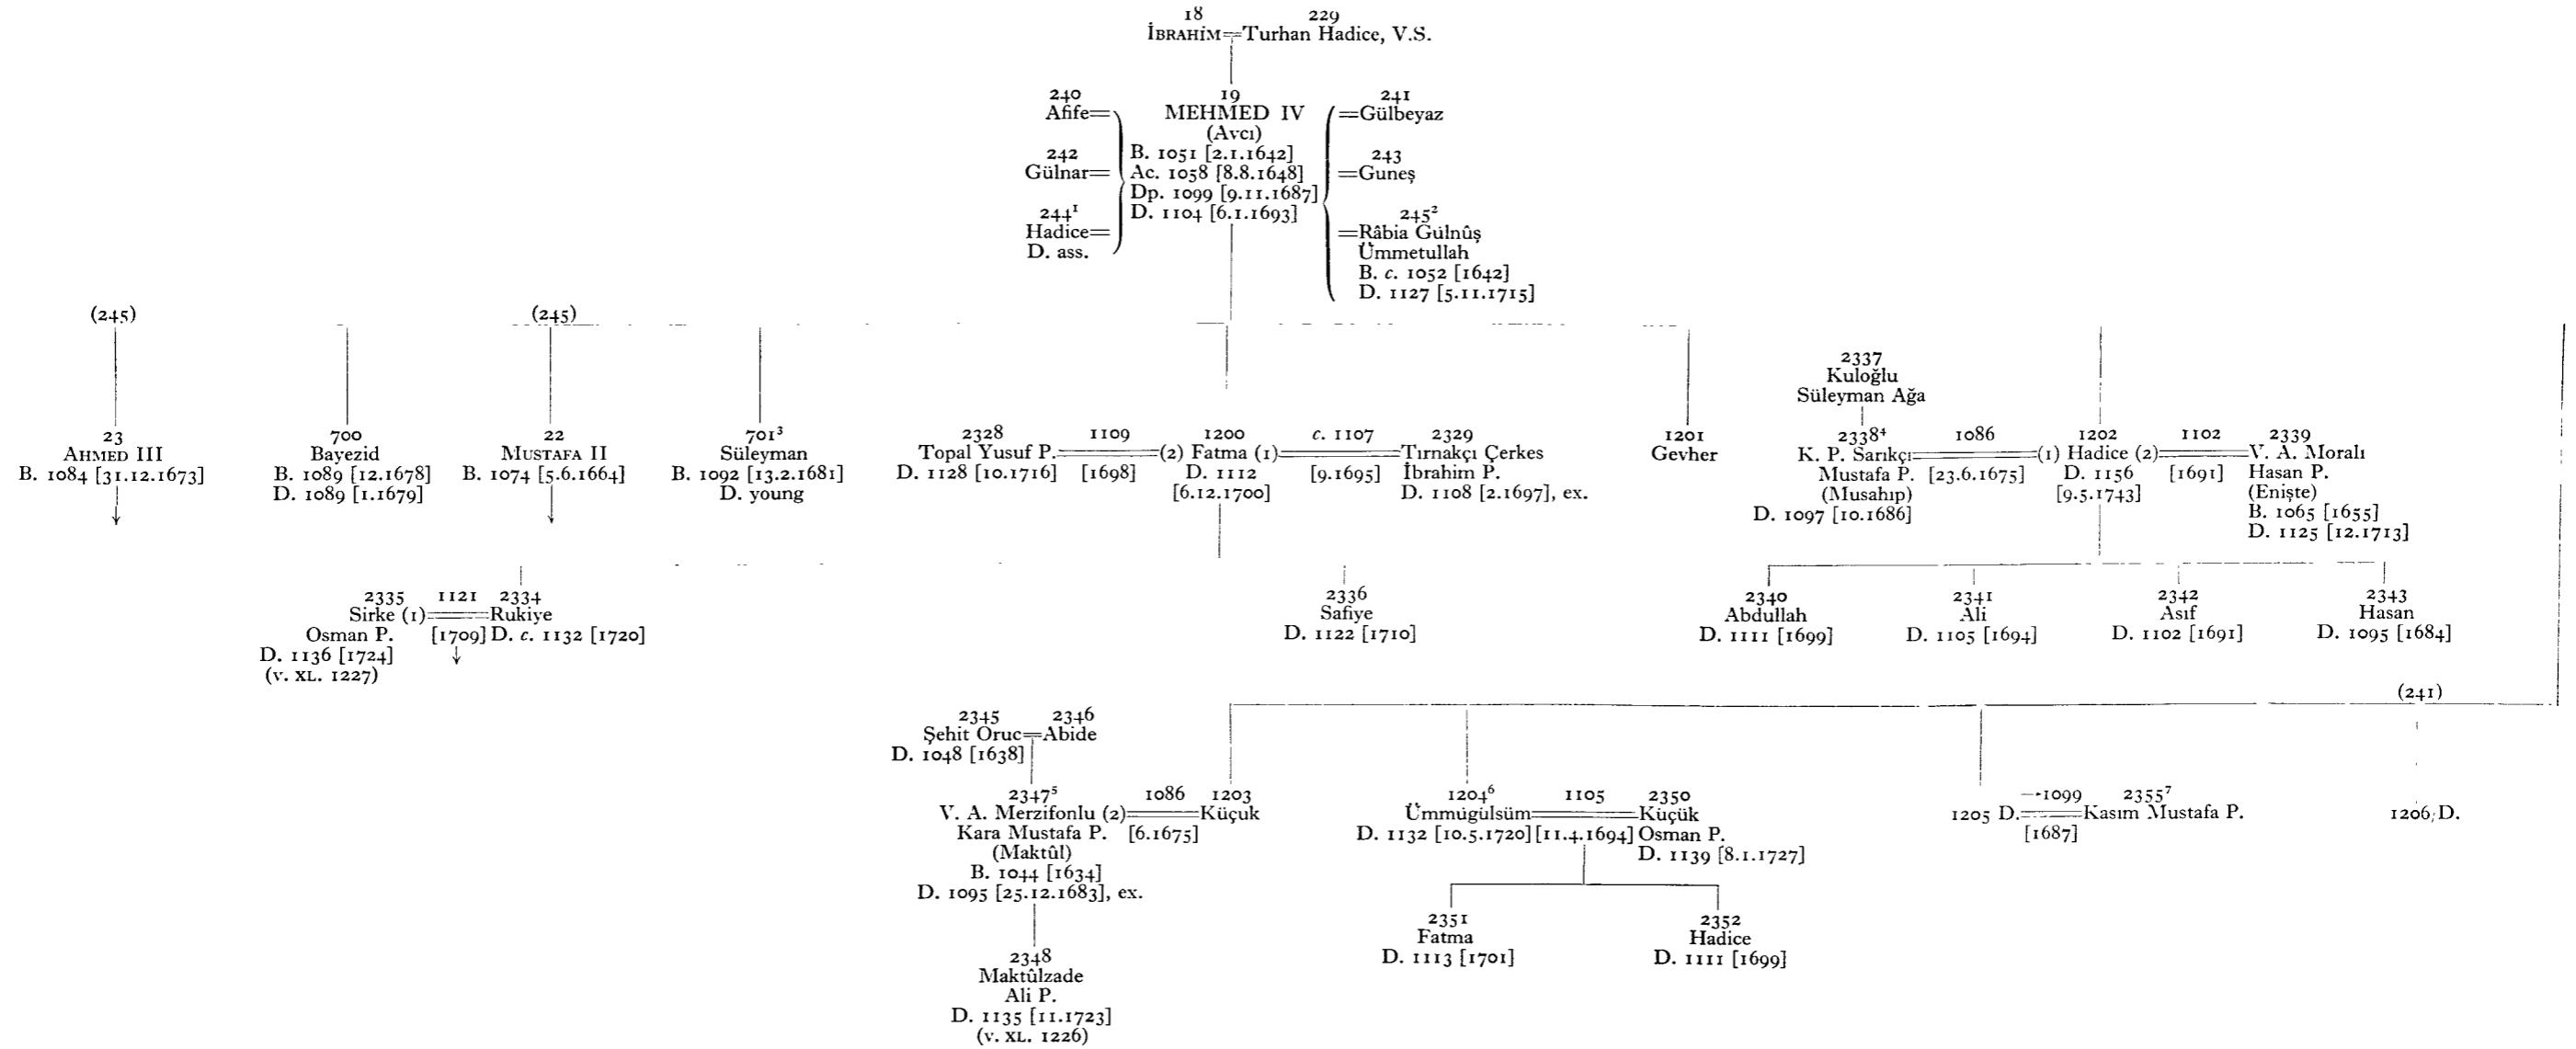 18 229
İBRAHİM=Turhan Hadice, V.S.
240 19 241
Afife= MEHMED IV =Gülbeyaz
(Avcı)
242 B. 1051 [2.1.1642] 243
Gülnar= Ac. 1058 [8.8.1648] =Guneş
Dp. 1099 [9.11.1687]
244¹ D. 1104 [6.1.1693] 245²
Hadice= =Râbia Gülnûş
D. ass. Ümmetullah
B. c. 1052 [1642]
D. 1127 [5.11.1715]
(245) (245)
2337
Kuloğlu
Süleyman Ağa
23 700 22 701³ 2328 1109 1200 c. 1107 2329 1201 2338⁴ 1086 1202 1102 2339
AHMED III Bayezid MUSTAFA II Süleyman Topal Yusuf P.=(2) Fatma (1)=Tırnakçı Çerkes Gevher K. P. Sarıkçı=(1) Hadice (2)=V. A. Moralı
B. 1084 [31.12.1673] B. 1089 [12.1678] B. 1074 [5.6.1664] B. 1092 [13.2.1681] D. 1128 [10.1716] [1698] D. 1112 [9.1695] İbrahim P. Mustafa P. [23.6.1675] D. 1156 [1691] Hasan P.
D. 1089 [1.1679] D. young [6.12.1700] D. 1108 [2.1697], ex. (Musahıp) [9.5.1743] (Enişte)
D. 1097 [10.1686] B. 1065 [1655]
D. 1125 [12.1713]
2335 1121 2334 2336 2340 2341 2342 2343
Sirke (1)=Rukiye Safiye Abdullah Ali Asıf Hasan
Osman P. [1709] D. c. 1132 [1720] D. 1122 [1710] D. 1111 [1699] D. 1105 [1694] D. 1102 [1691] D. 1095 [1684]
D. 1136 [1724]
(v. XL. 1227)
(241)
2345 2346
Şehit Oruc=Abide
D. 1048 [1638]
2347⁵ 1086 1203 1204⁶ 1105 2350 1099 2355⁷
V. A. Merzifonlu (2)=Küçuk Ümmügülsüm=Küçük 1205 D.=Kasım Mustafa P. 1206 D.
Kara Mustafa P. [6.1675] D. 1132 [10.5.1720] [11.4.1694] Osman P. [1687]
(Maktûl) D. 1139 [8.1.1727]
B. 1044 [1634]
D. 1095 [25.12.1683], ex.
2351 2352
Fatma Hadice
D. 1113 [1701] D. 1111 [1699]
2348
Maktûlzade
Ali P.
D. 1135 [11.1723]
(v. XL. 1226)